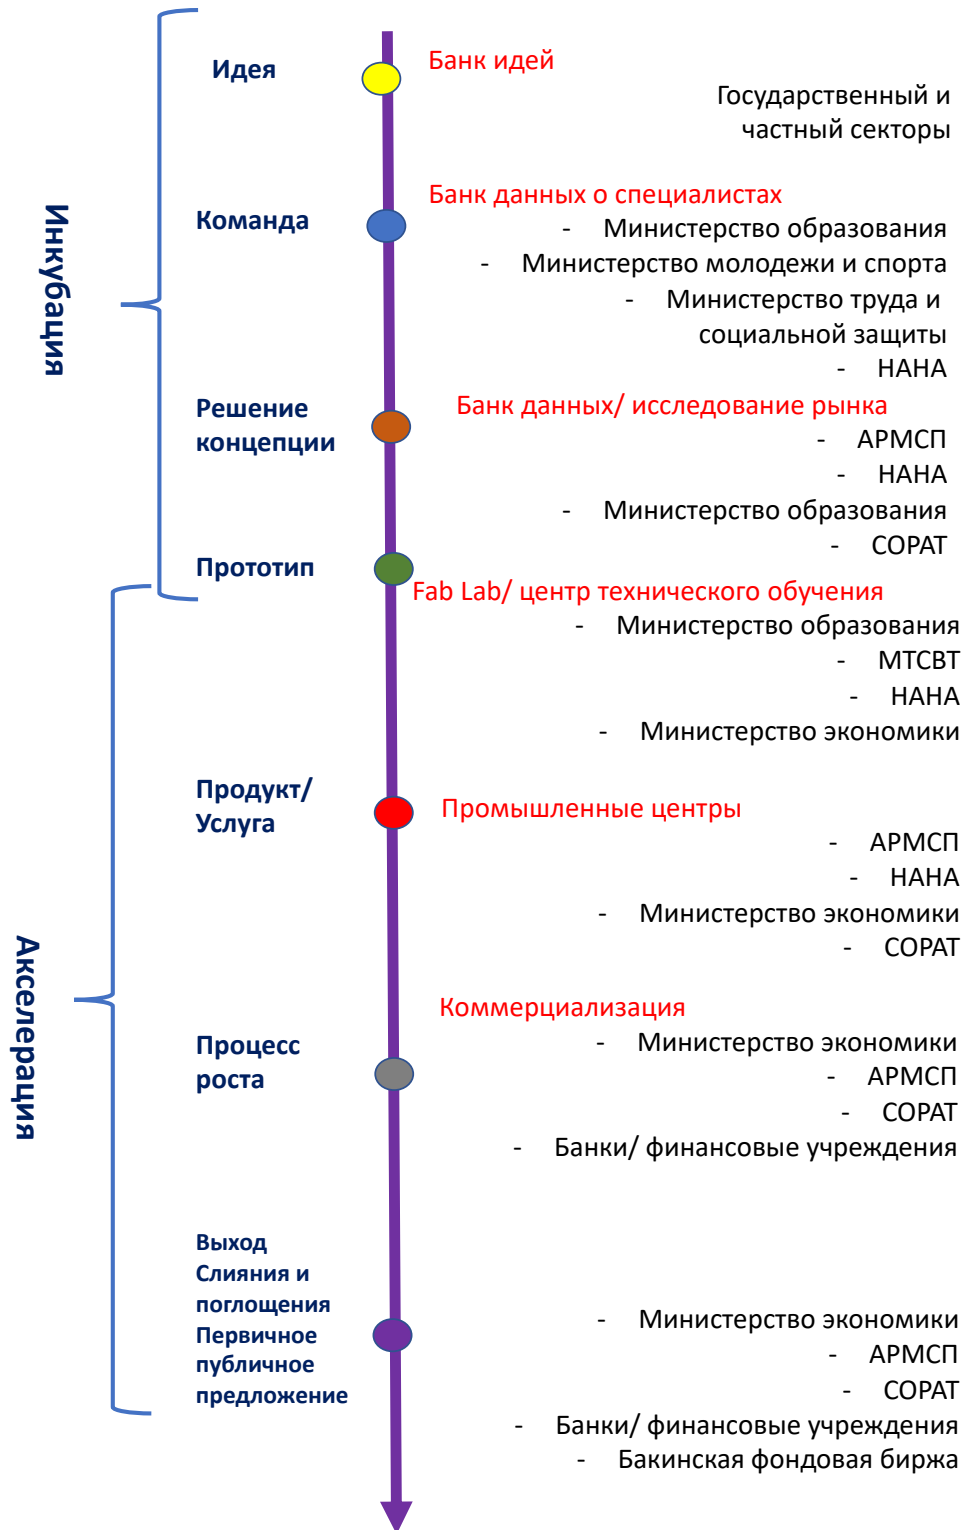 Инкубация
Идея
Банк идей
Государственный и
частный секторы
Команда
Банк данных о специалистах
- Министерство образования
- Министерство молодежи и спорта
- Министерство труда и
социальной защиты
- НАНА
Решение
концепции
Банк данных/ исследование рынка
- АРМСП
- НАНА
- Министерство образования
- СОРАТ
Прототип
Fab Lab/ центр технического обучения
- Министерство образования
- МТСВТ
- НАНА
- Министерство экономики
Акселерация
Продукт/
Услуга
Промышленные центры
- АРМСП
- НАНА
- Министерство экономики
- СОРАТ
Процесс
роста
Коммерциализация
- Министерство экономики
- АРМСП
- СОРАТ
- Банки/ финансовые учреждения
Выход
Слияния и
поглощения
Первичное
публичное
предложение
- Министерство экономики
- АРМСП
- СОРАТ
- Банки/ финансовые учреждения
- Бакинская фондовая биржа